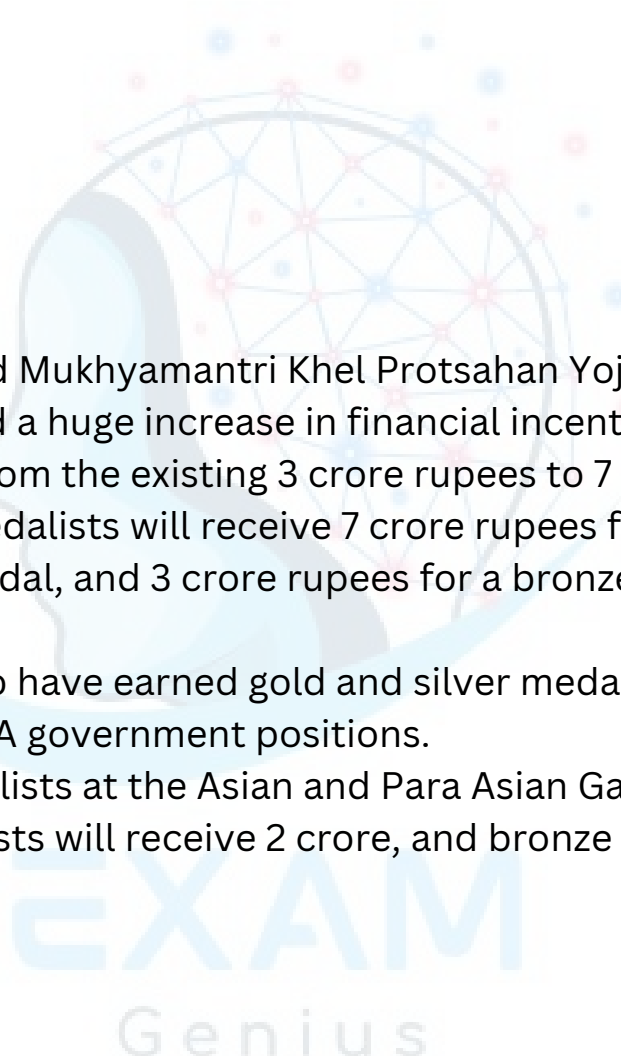 d Mukhyamantri Khel Protsahan Yoj
d a huge increase in financial incent
om the existing 3 crore rupees to 7
edalists will receive 7 crore rupees f
dal, and 3 crore rupees for a bronze
o have earned gold and silver meda
A government positions.
lists at the Asian and Para Asian Ga
sts will receive 2 crore, and bronze
EXAM
Genius